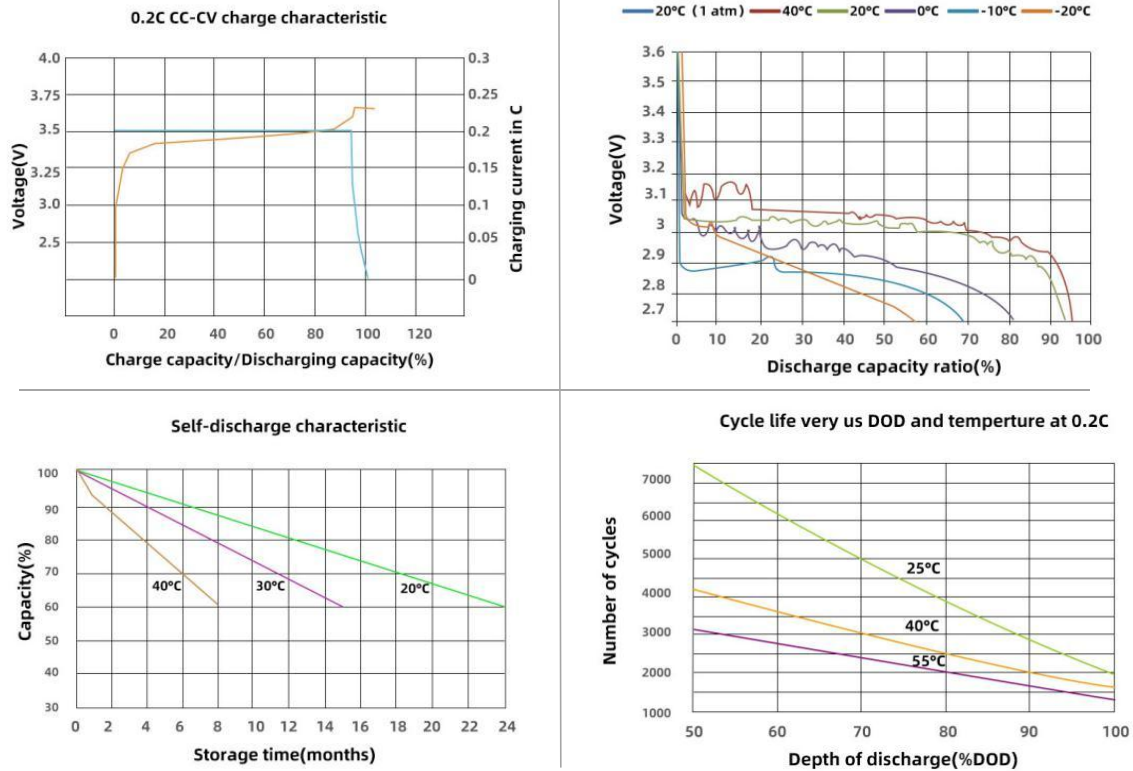 0.2C CC-CV charge characteristic
4.0
3.75
3.5
3.25
3.0
2.5
Voltage(V)
0.3
0.25
0.2
0.15
0.1
0.05
0
Charging current in C
0 20 40 60 80 100 120
Charge capacity/Discharging capacity(%)
20°C (1 atm) 40°C 20°C 0°C -10°C -20°C
3.6
3.5
3.4
3.3
3.2
3.1
3
2.9
2.8
2.7
Voltage(V)
0 10 20 30 40 50 60 70 80 90 100
Discharge capacity ratio(%)
Self-discharge characteristic
100
90
80
70
60
50
40
30
Capacity(%)
40°C 30°C 20°C
0 2 4 6 8 10 12 14 16 18 20 22 24
Storage time(months)
Cycle life very us DOD and temperture at 0.2C
7000
6000
5000
4000
3000
2000
1000
Number of cycles
25°C
40°C
55°C
50 60 70 80 90 100
Depth of discharge(%DOD)